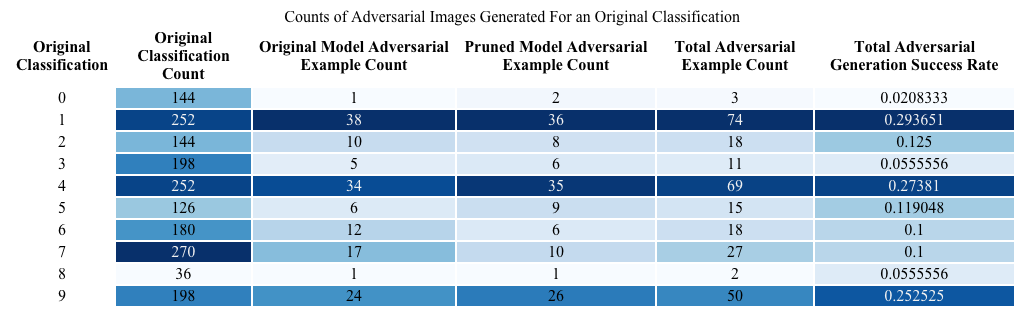 Counts of Adversarial Images Generated For an Original Classification
Original Classification | Original Classification Count | Original Model Adversarial Example Count | Pruned Model Adversarial Example Count | Total Adversarial Example Count | Total Adversarial Generation Success Rate
0 144 1 2 3 0.0208333
1 252 38 36 74 0.293651
2 144 10 8 18 0.125
3 198 5 6 11 0.0555556
4 252 34 35 69 0.27381
5 126 6 9 15 0.119048
6 180 12 6 18 0.1
7 270 17 10 27 0.1
8 36 1 1 2 0.0555556
9 198 24 26 50 0.252525